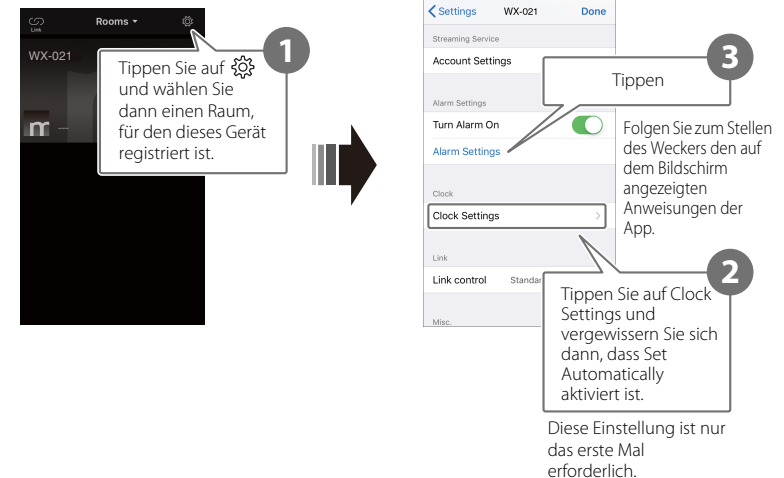 Link
Rooms
WX-021
m ---
1
Tippen Sie auf
und wählen Sie
dann einen Raum,
für den dieses Gerät
registriert ist.
Settings WX-021 Done
Streaming Service
Account Settings
3
Tippen
Alarm Settings
Turn Alarm On
Alarm Settings
Folgen Sie zum Stellen
des Weckers den auf
dem Bildschirm
angezeigten
Anweisungen der
App.
Clock
Clock Settings
Link
Link control Standar
Misc.
2
Tippen Sie auf Clock
Settings und
vergewissern Sie sich
dann, dass Set
Automatically
aktiviert ist.
Diese Einstellung ist nur
das erste Mal
erforderlich.